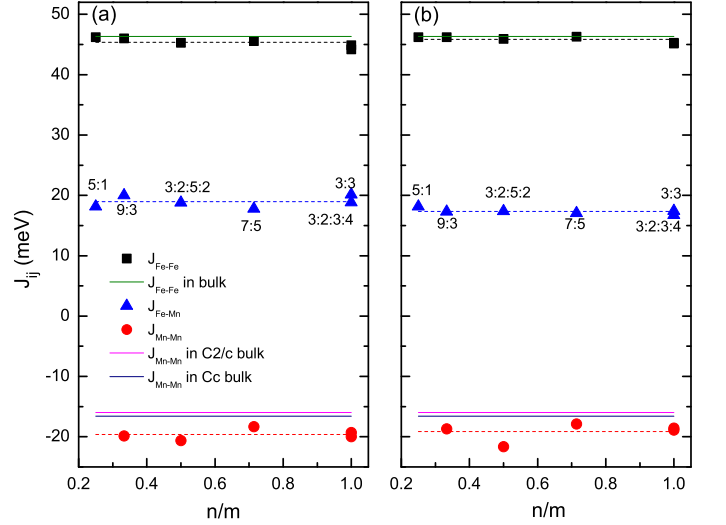 (a)
(b)
50
40
30
20
10
0
-10
-20
J_ij (meV)
5:1
9:3
3:2:5:2
7:5
3:3
3:2:3:4
5:1
9:3
3:2:5:2
7:5
3:3
3:2:3:4
J_Fe-Fe
J_Fe-Fe in bulk
J_Fe-Mn
J_Mn-Mn
J_Mn-Mn in C2/c bulk
J_Mn-Mn in Cc bulk
0.2 0.4 0.6 0.8 1.0
0.2 0.4 0.6 0.8 1.0
n/m
n/m